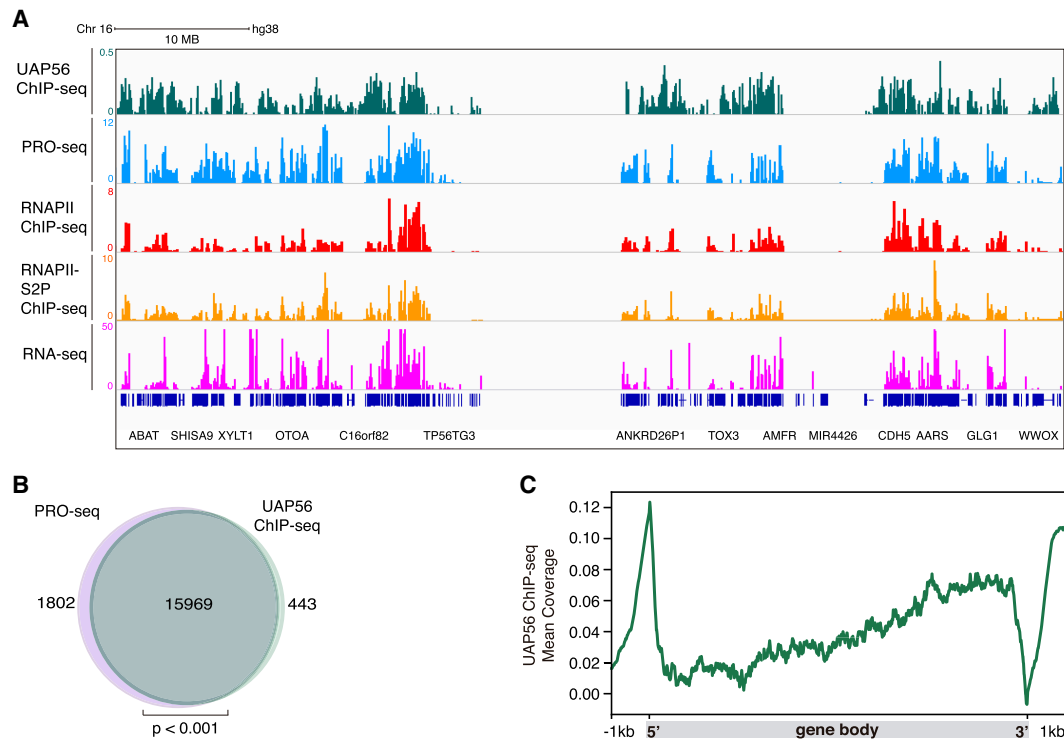 A
Chr 16
hg38
10 MB
UAP56
ChIP-seq
0.5
0
PRO-seq
12
0
RNAPII
ChIP-seq
8
0
RNAPII-
S2P
ChIP-seq
10
0
RNA-seq
50
0
ABAT SHISA9 XYLT1 OTOA C16orf82 TP56TG3 ANKRD26P1 TOX3 AMFR MIR4426 CDH5 AARS GLG1 WWOX
B
PRO-seq
UAP56
ChIP-seq
1802
15969
443
p < 0.001
C
UAP56 ChIP-seq
Mean Coverage
0.12
0.10
0.08
0.06
0.04
0.02
0.00
-1kb 5’ gene body 3’ 1kb